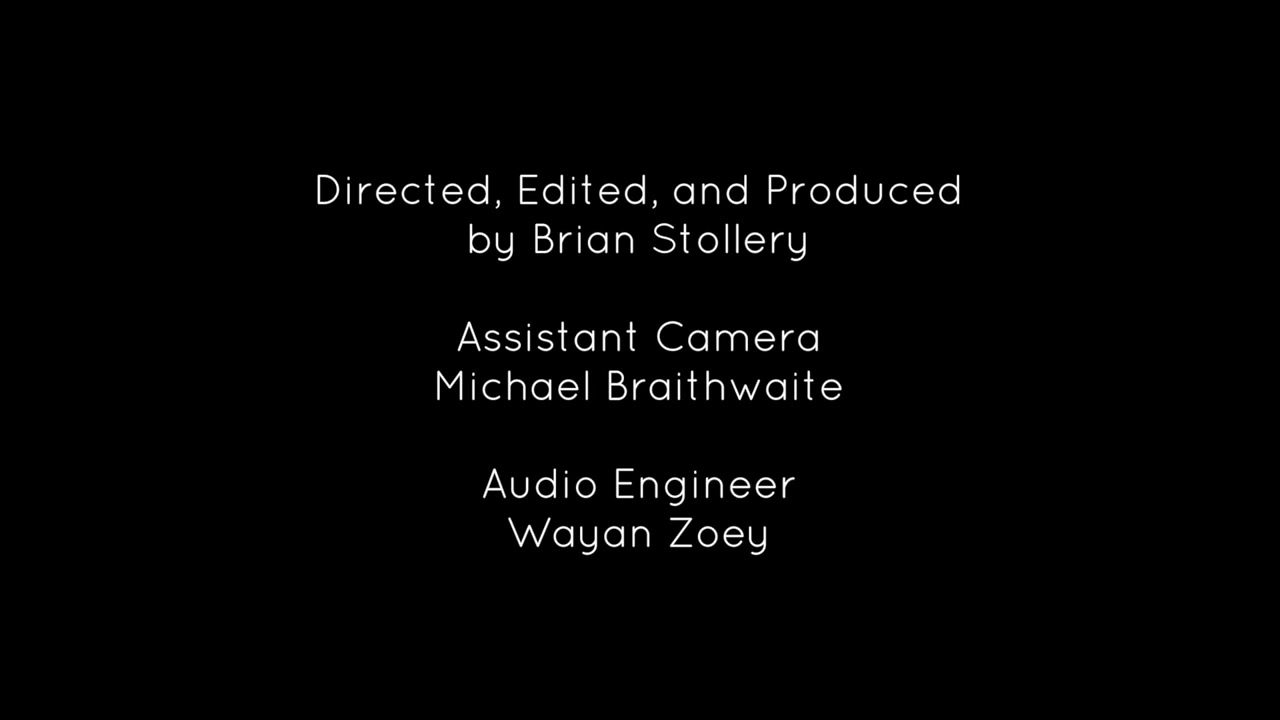 Directed, Edited, and Produced
by Brian Stollery
Assistant Camera
Michael Braithwaite
Audio Engineer
Wayan Zoey